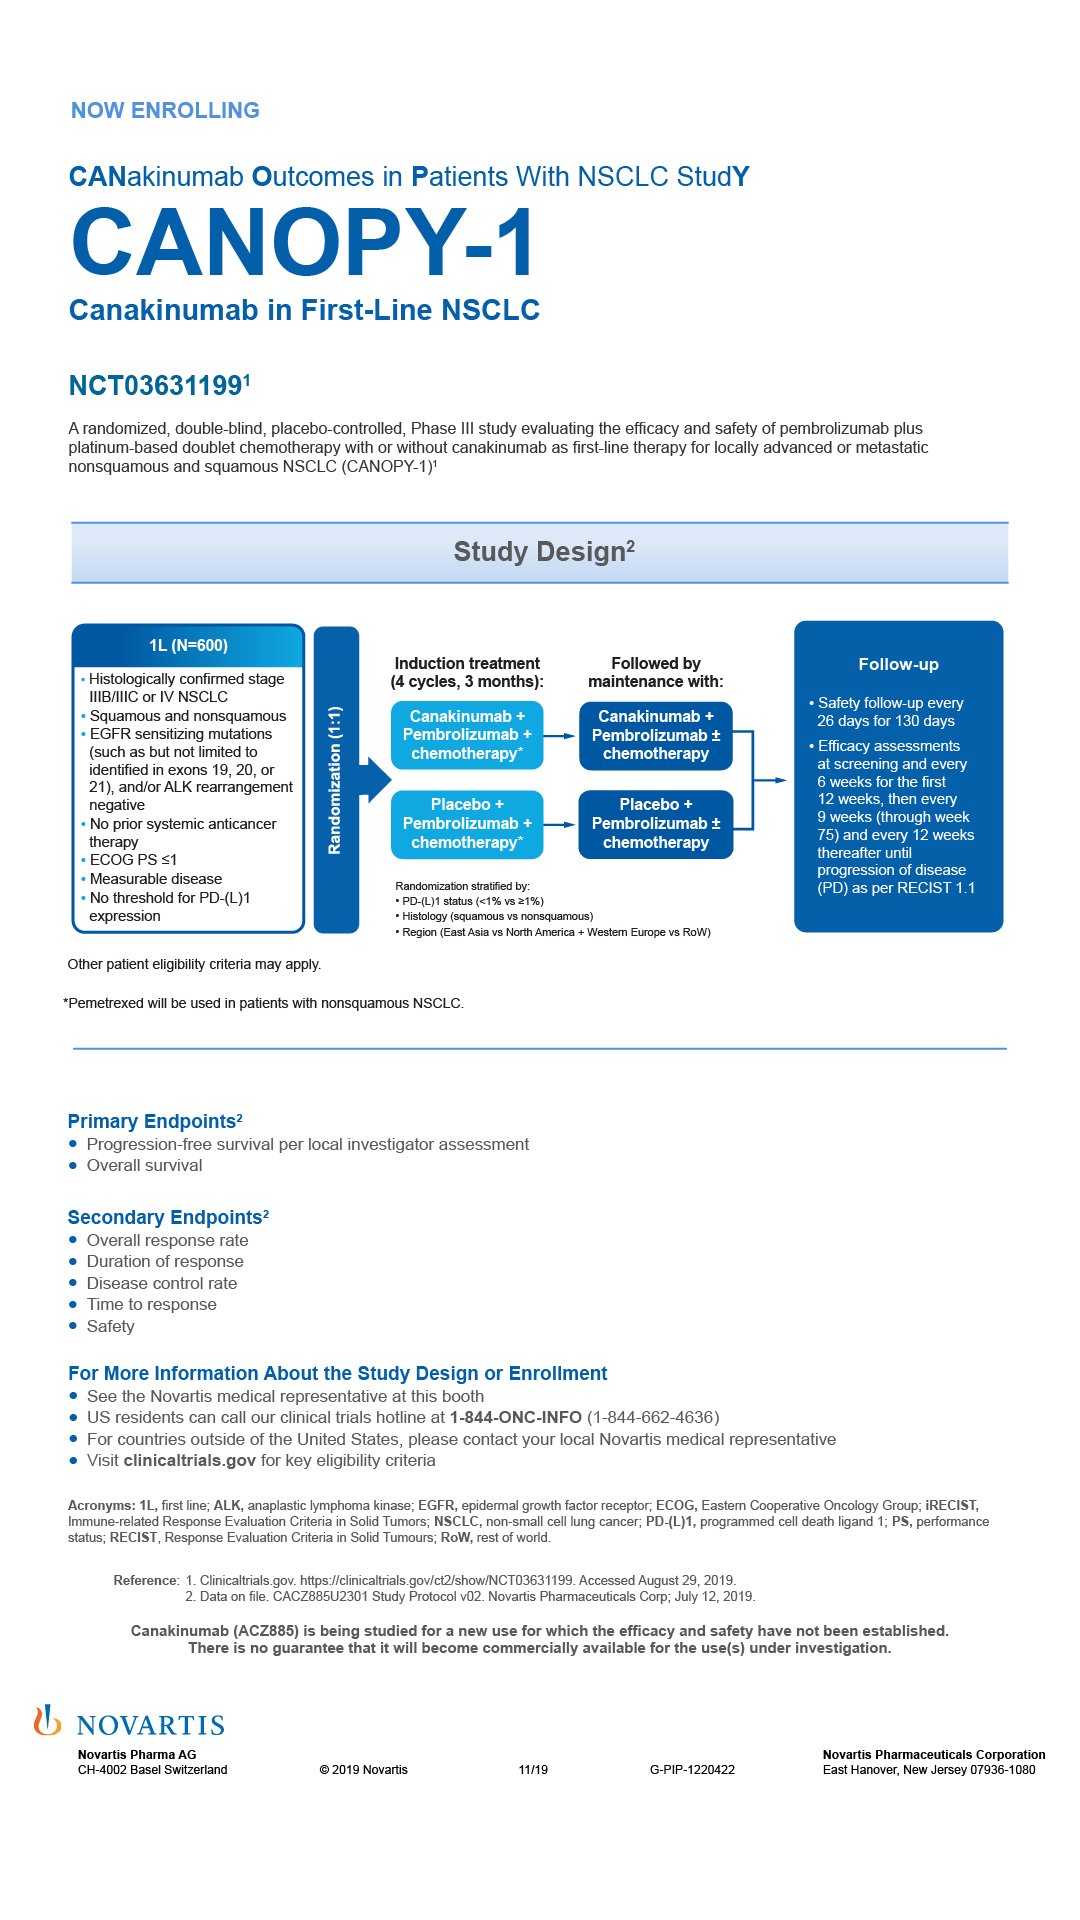 NOW ENROLLING
CANakinumab Outcomes in Patients With NSCLC StudY
CANOPY-1
Canakinumab in First-Line NSCLC
NCT03631199¹
A randomized, double-blind, placebo-controlled, Phase III study evaluating the efficacy and safety of pembrolizumab plus
platinum-based doublet chemotherapy with or without canakinumab as first-line therapy for locally advanced or metastatic
nonsquamous and squamous NSCLC (CANOPY-1)¹
Study Design²
1L (N=600)
• Histologically confirmed stage
IIIB/IIIC or IV NSCLC
• Squamous and nonsquamous
• EGFR sensitizing mutations
(such as but not limited to
identified in exons 19, 20, or
21), and/or ALK rearrangement
negative
• No prior systemic anticancer
therapy
• ECOG PS ≤1
• Measurable disease
• No threshold for PD-(L)1
expression
Randomization (1:1)
Induction treatment
(4 cycles, 3 months):
Canakinumab +
Pembrolizumab +
chemotherapy*
Placebo +
Pembrolizumab +
chemotherapy*
Followed by
maintenance with:
Canakinumab +
Pembrolizumab ±
chemotherapy
Placebo +
Pembrolizumab ±
chemotherapy
Randomization stratified by:
• PD-(L)1 status (<1% vs ≥1%)
• Histology (squamous vs nonsquamous)
• Region (East Asia vs North America + Western Europe vs RoW)
Follow-up
• Safety follow-up every
26 days for 130 days
• Efficacy assessments
at screening and every
6 weeks for the first
12 weeks, then every
9 weeks (through week
75) and every 12 weeks
thereafter until
progression of disease
(PD) as per RECIST 1.1
Other patient eligibility criteria may apply.
*Pemetrexed will be used in patients with nonsquamous NSCLC.
Primary Endpoints²
• Progression-free survival per local investigator assessment
• Overall survival
Secondary Endpoints²
• Overall response rate
• Duration of response
• Disease control rate
• Time to response
• Safety
For More Information About the Study Design or Enrollment
• See the Novartis medical representative at this booth
• US residents can call our clinical trials hotline at 1-844-ONC-INFO (1-844-662-4636)
• For countries outside of the United States, please contact your local Novartis medical representative
• Visit clinicaltrials.gov for key eligibility criteria
Acronyms: 1L, first line; ALK, anaplastic lymphoma kinase; EGFR, epidermal growth factor receptor; ECOG, Eastern Cooperative Oncology Group; iRECIST,
Immune-related Response Evaluation Criteria in Solid Tumors; NSCLC, non-small cell lung cancer; PD-(L)1, programmed cell death ligand 1; PS, performance
status; RECIST, Response Evaluation Criteria in Solid Tumours; RoW, rest of world.
Reference: 1. Clinicaltrials.gov. https://clinicaltrials.gov/ct2/show/NCT03631199. Accessed August 29, 2019.
2. Data on file. CACZ885U2301 Study Protocol v02. Novartis Pharmaceuticals Corp; July 12, 2019.
Canakinumab (ACZ885) is being studied for a new use for which the efficacy and safety have not been established.
There is no guarantee that it will become commercially available for the use(s) under investigation.
NOVARTIS
Novartis Pharma AG
CH-4002 Basel Switzerland
© 2019 Novartis
11/19
G-PIP-1220422
Novartis Pharmaceuticals Corporation
East Hanover, New Jersey 07936-1080